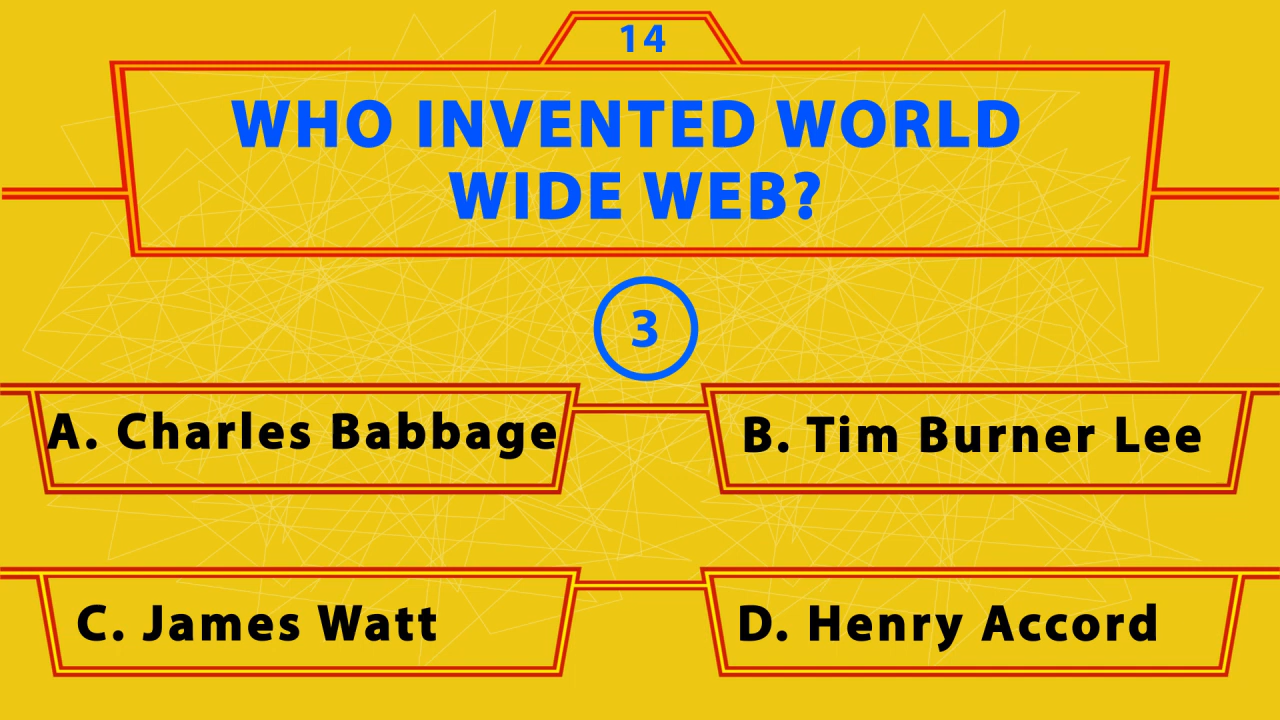 14
WHO INVENTED WORLD
WIDE WEB?
3
A. Charles Babbage
B. Tim Burner Lee
C. James Watt
D. Henry Accord